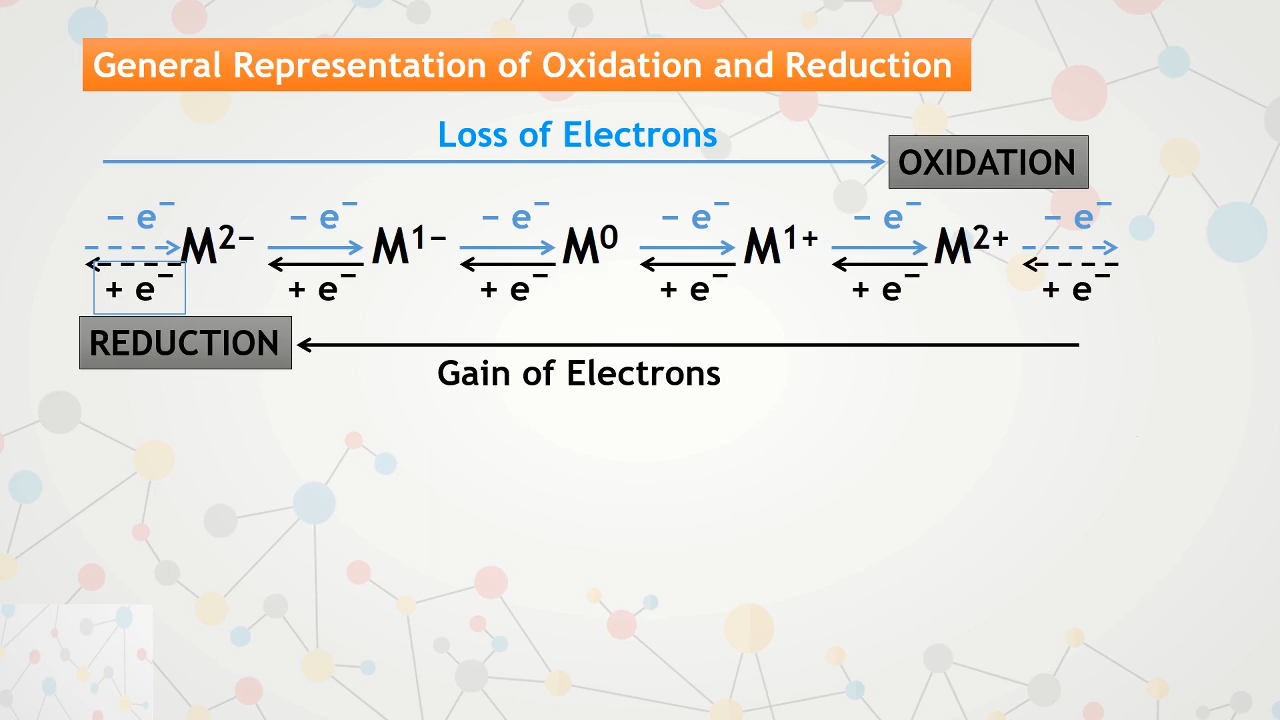 General Representation of Oxidation and Reduction
Loss of Electrons
OXIDATION
− e⁻ − e⁻ − e⁻ − e⁻ − e⁻ − e⁻
M²⁻ M¹⁻ M⁰ M¹⁺ M²⁺
+ e⁻ + e⁻ + e⁻ + e⁻ + e⁻ + e⁻
REDUCTION
Gain of Electrons